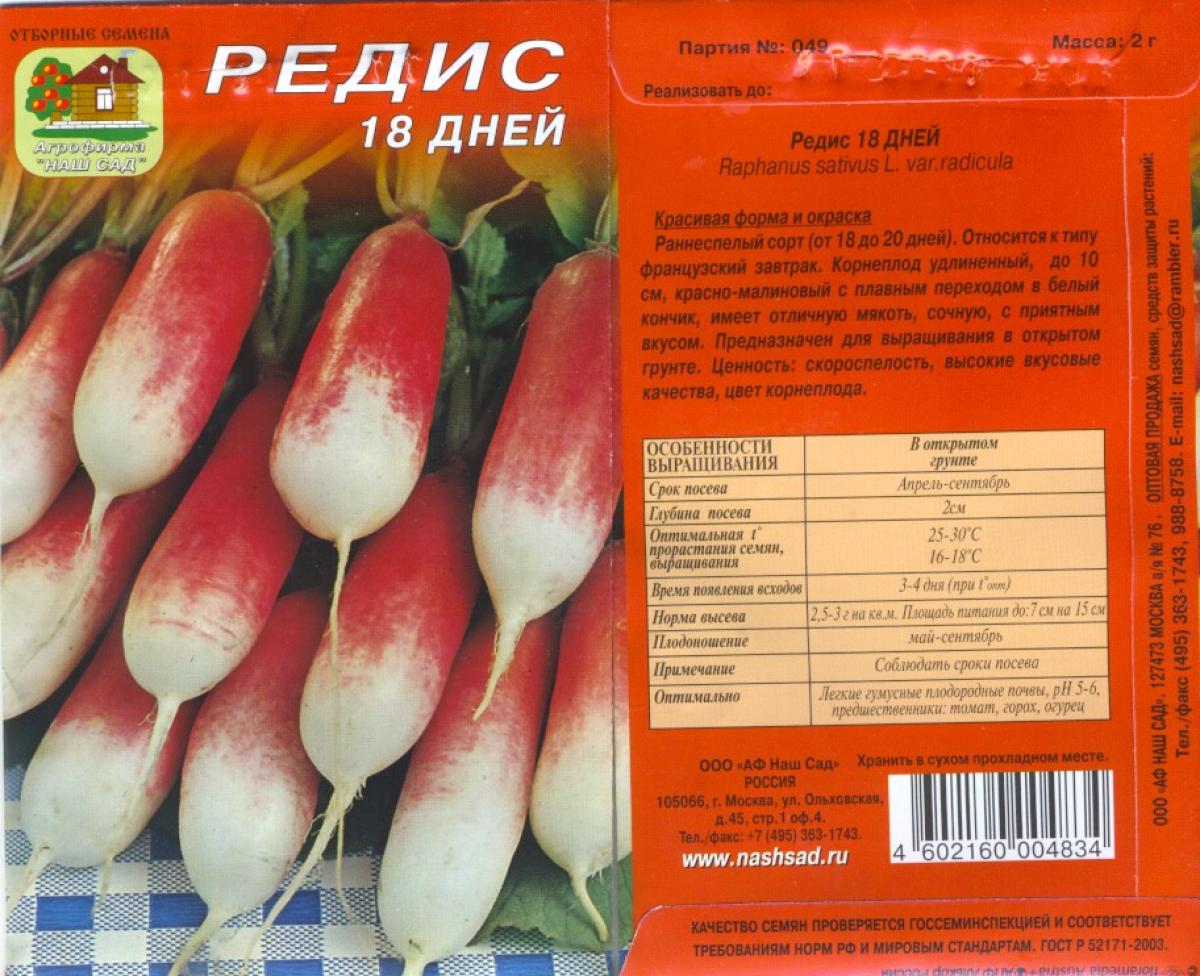 ОТБОРНЫЕ СЕМЕНА
Агрофирма
"НАШ САД"
РЕДИС
18 ДНЕЙ
Партия №: 049
Масса: 2 г
Реализовать до:
Редис 18 ДНЕЙ
Raphanus sativus L. var.radicula
Красивая форма и окраска
Раннеспелый сорт (от 18 до 20 дней). Относится к типу
французский завтрак. Корнеплод удлиненный, до 10
см, красно-малиновый с плавным переходом в белый
кончик, имеет отличную мякоть, сочную, с приятным
вкусом. Предназначен для выращивания в открытом
грунте. Ценность: скороспелость, высокие вкусовые
качества, цвет корнеплода.
ОСОБЕННОСТИ
ВЫРАЩИВАНИЯ
В открытом
грунте
Срок посева
Апрель-сентябрь
Глубина посева
2см
Оптимальная t°
прорастания семян,
выращивания
25-30°С
16-18°С
Время появления всходов
3-4 дня (при t°опт)
Норма высева
2,5-3 г на кв.м. Площадь питания до:7 см на 15 см
Плодоношение
май-сентябрь
Примечание
Соблюдать сроки посева
Оптимально
Легкие гумусные плодородные почвы, рН 5-6,
предшественники: томат, горох, огурец
ООО «АФ Наш Сад»
РОССИЯ
105066, г. Москва, ул. Ольховская,
д.45, стр.1 оф.4.
Тел./факс: +7 (495) 363-1743.
www.nashsad.ru
Хранить в сухом прохладном месте.
4 602160 004834
ООО «АФ НАШ САД». 127473 МОСКВА а/я № 76 . ОПТОВАЯ ПРОДАЖА семян, средств защиты растений:
Тел./факс (495) 363-1743, 988-8758. E-mail: nashsad@rambler.ru
КАЧЕСТВО СЕМЯН ПРОВЕРЯЕТСЯ ГОССЕМИНСПЕКЦИЕЙ И СООТВЕТСТВУЕТ
ТРЕБОВАНИЯМ НОРМ РФ И МИРОВЫМ СТАНДАРТАМ. ГОСТ Р 52171-2003.